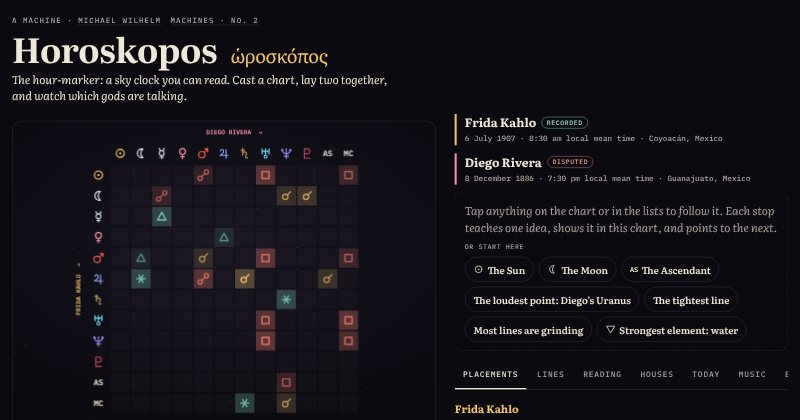 A MACHINE · MICHAEL WILHELM MACHINES · NO. 2
Horoskopos ὡροσκόπος
The hour-marker: a sky clock you can read. Cast a chart, lay two together,
and watch which gods are talking.
DIEGO RIVERA →
☉ ☾ ☿ ♀ ♂ ♃ ♄ ♅ ♆ ♇ AS MC
FRIDA KAHLO →
☉
☾
☿
♀
♂
♃
♄
♅
♆
♇
AS
MC
Frida Kahlo RECORDED
6 July 1907 · 8:30 am local mean time · Coyoacán, Mexico
Diego Rivera DISPUTED
8 December 1886 · 7:30 pm local mean time · Guanajuato, Mexico
Tap anything on the chart or in the lists to follow it. Each stop
teaches one idea, shows it in this chart, and points to the next.
OR START HERE
☉ The Sun ☾ The Moon AS The Ascendant
The loudest point: Diego's Uranus The tightest line
Most lines are grinding ▽ Strongest element: water
PLACEMENTS LINES READING HOUSES TODAY MUSIC
Frida Kahlo